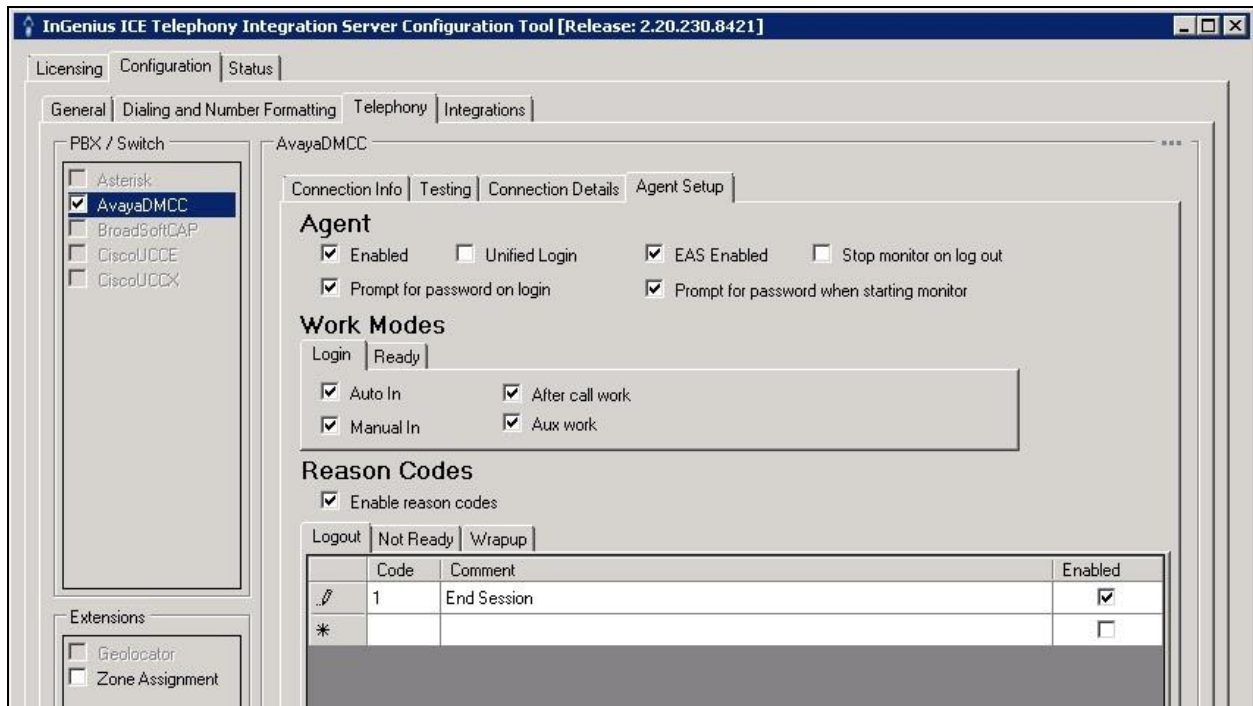 InGenius ICE Telephony Integration Server Configuration Tool [Release: 2.20.230.8421]
Licensing Configuration Status
General Dialing and Number Formatting Telephony Integrations
PBX / Switch
Asterisk
AvayaDMCC
BroadSoftCAP
CiscoUCCE
CiscoUCCX
Extensions
Geolocator
Zone Assignment
AvayaDMCC
Connection Info Testing Connection Details Agent Setup
Agent
Enabled Unified Login EAS Enabled Stop monitor on log out
Prompt for password on login Prompt for password when starting monitor
Work Modes
Login Ready
Auto In After call work
Manual In Aux work
Reason Codes
Enable reason codes
Logout Not Ready Wrapup
Code Comment Enabled
1 End Session